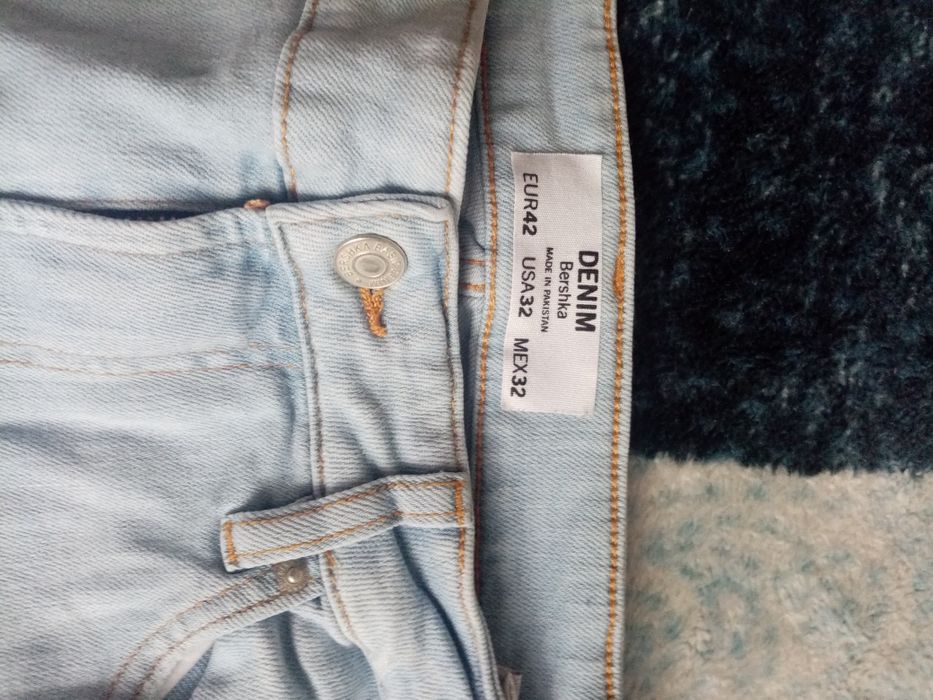 DENIM
Bershka
MADE IN PAKISTAN
EUR42 USA32 MEX32